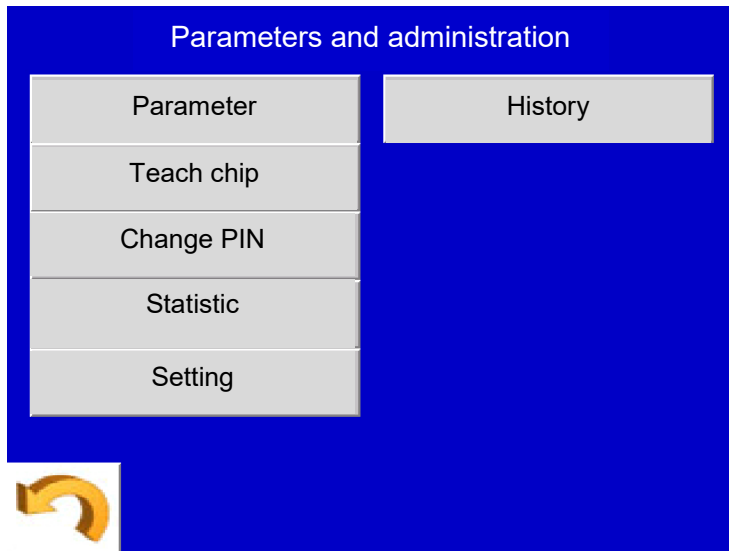 Parameters and administration
Parameter
History
Teach chip
Change PIN
Statistic
Setting